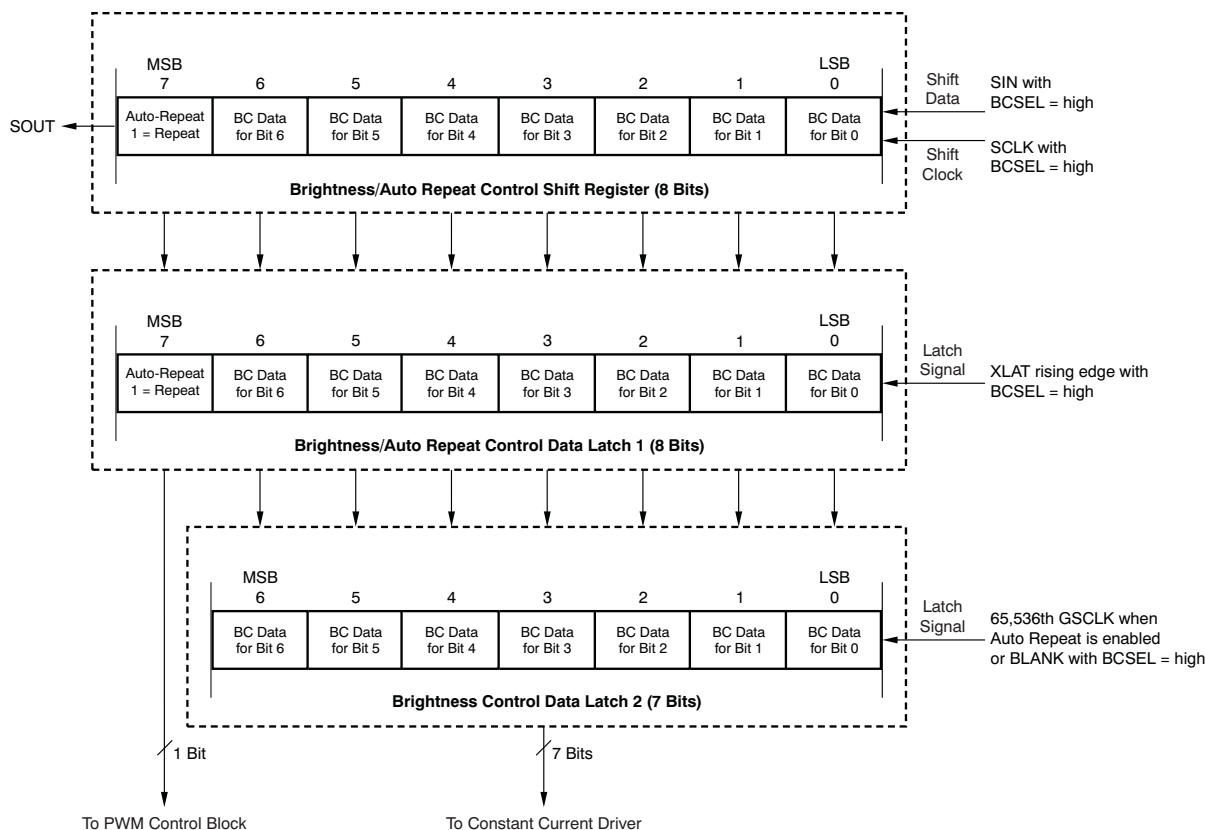 MSB
LSB
7
6
5
4
3
2
1
0
Shift
Data
SIN with
BCSEL = high
SOUT
Auto-Repeat
1 = Repeat
BC Data
for Bit 6
BC Data
for Bit 5
BC Data
for Bit 4
BC Data
for Bit 3
BC Data
for Bit 2
BC Data
for Bit 1
BC Data
for Bit 0
SCLK with
BCSEL = high
Shift
Clock
Brightness/Auto Repeat Control Shift Register (8 Bits)
MSB
LSB
7
6
5
4
3
2
1
0
Auto-Repeat
1 = Repeat
BC Data
for Bit 6
BC Data
for Bit 5
BC Data
for Bit 4
BC Data
for Bit 3
BC Data
for Bit 2
BC Data
for Bit 1
BC Data
for Bit 0
Latch
Signal
XLAT rising edge with
BCSEL = high
Brightness/Auto Repeat Control Data Latch 1 (8 Bits)
MSB
LSB
6
5
4
3
2
1
0
BC Data
for Bit 6
BC Data
for Bit 5
BC Data
for Bit 4
BC Data
for Bit 3
BC Data
for Bit 2
BC Data
for Bit 1
BC Data
for Bit 0
Latch
Signal
65,536th GSCLK when
Auto Repeat is enabled
or BLANK with BCSEL = high
Brightness Control Data Latch 2 (7 Bits)
1 Bit
7 Bits
To PWM Control Block
To Constant Current Driver